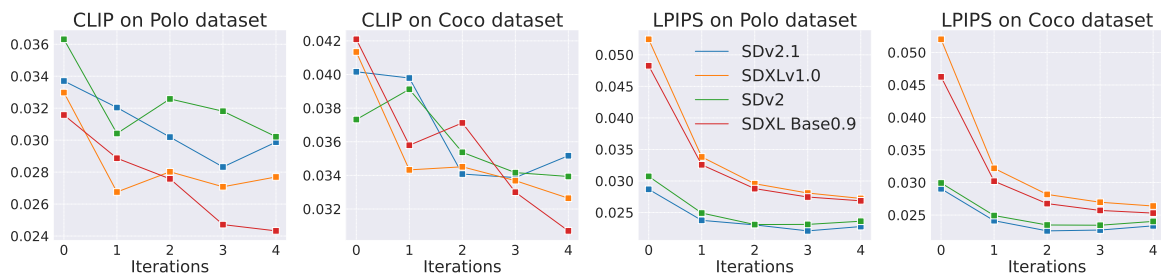 CLIP on Polo dataset
0.036
0.034
0.032
0.030
0.028
0.026
0.024
0 1 2 3 4
Iterations
CLIP on Coco dataset
0.042
0.040
0.038
0.036
0.034
0.032
0 1 2 3 4
Iterations
LPIPS on Polo dataset
0.050
0.045
0.040
0.035
0.030
0.025
SDv2.1
SDXLv1.0
SDv2
SDXL Base0.9
0 1 2 3 4
Iterations
LPIPS on Coco dataset
0.050
0.045
0.040
0.035
0.030
0.025
0 1 2 3 4
Iterations